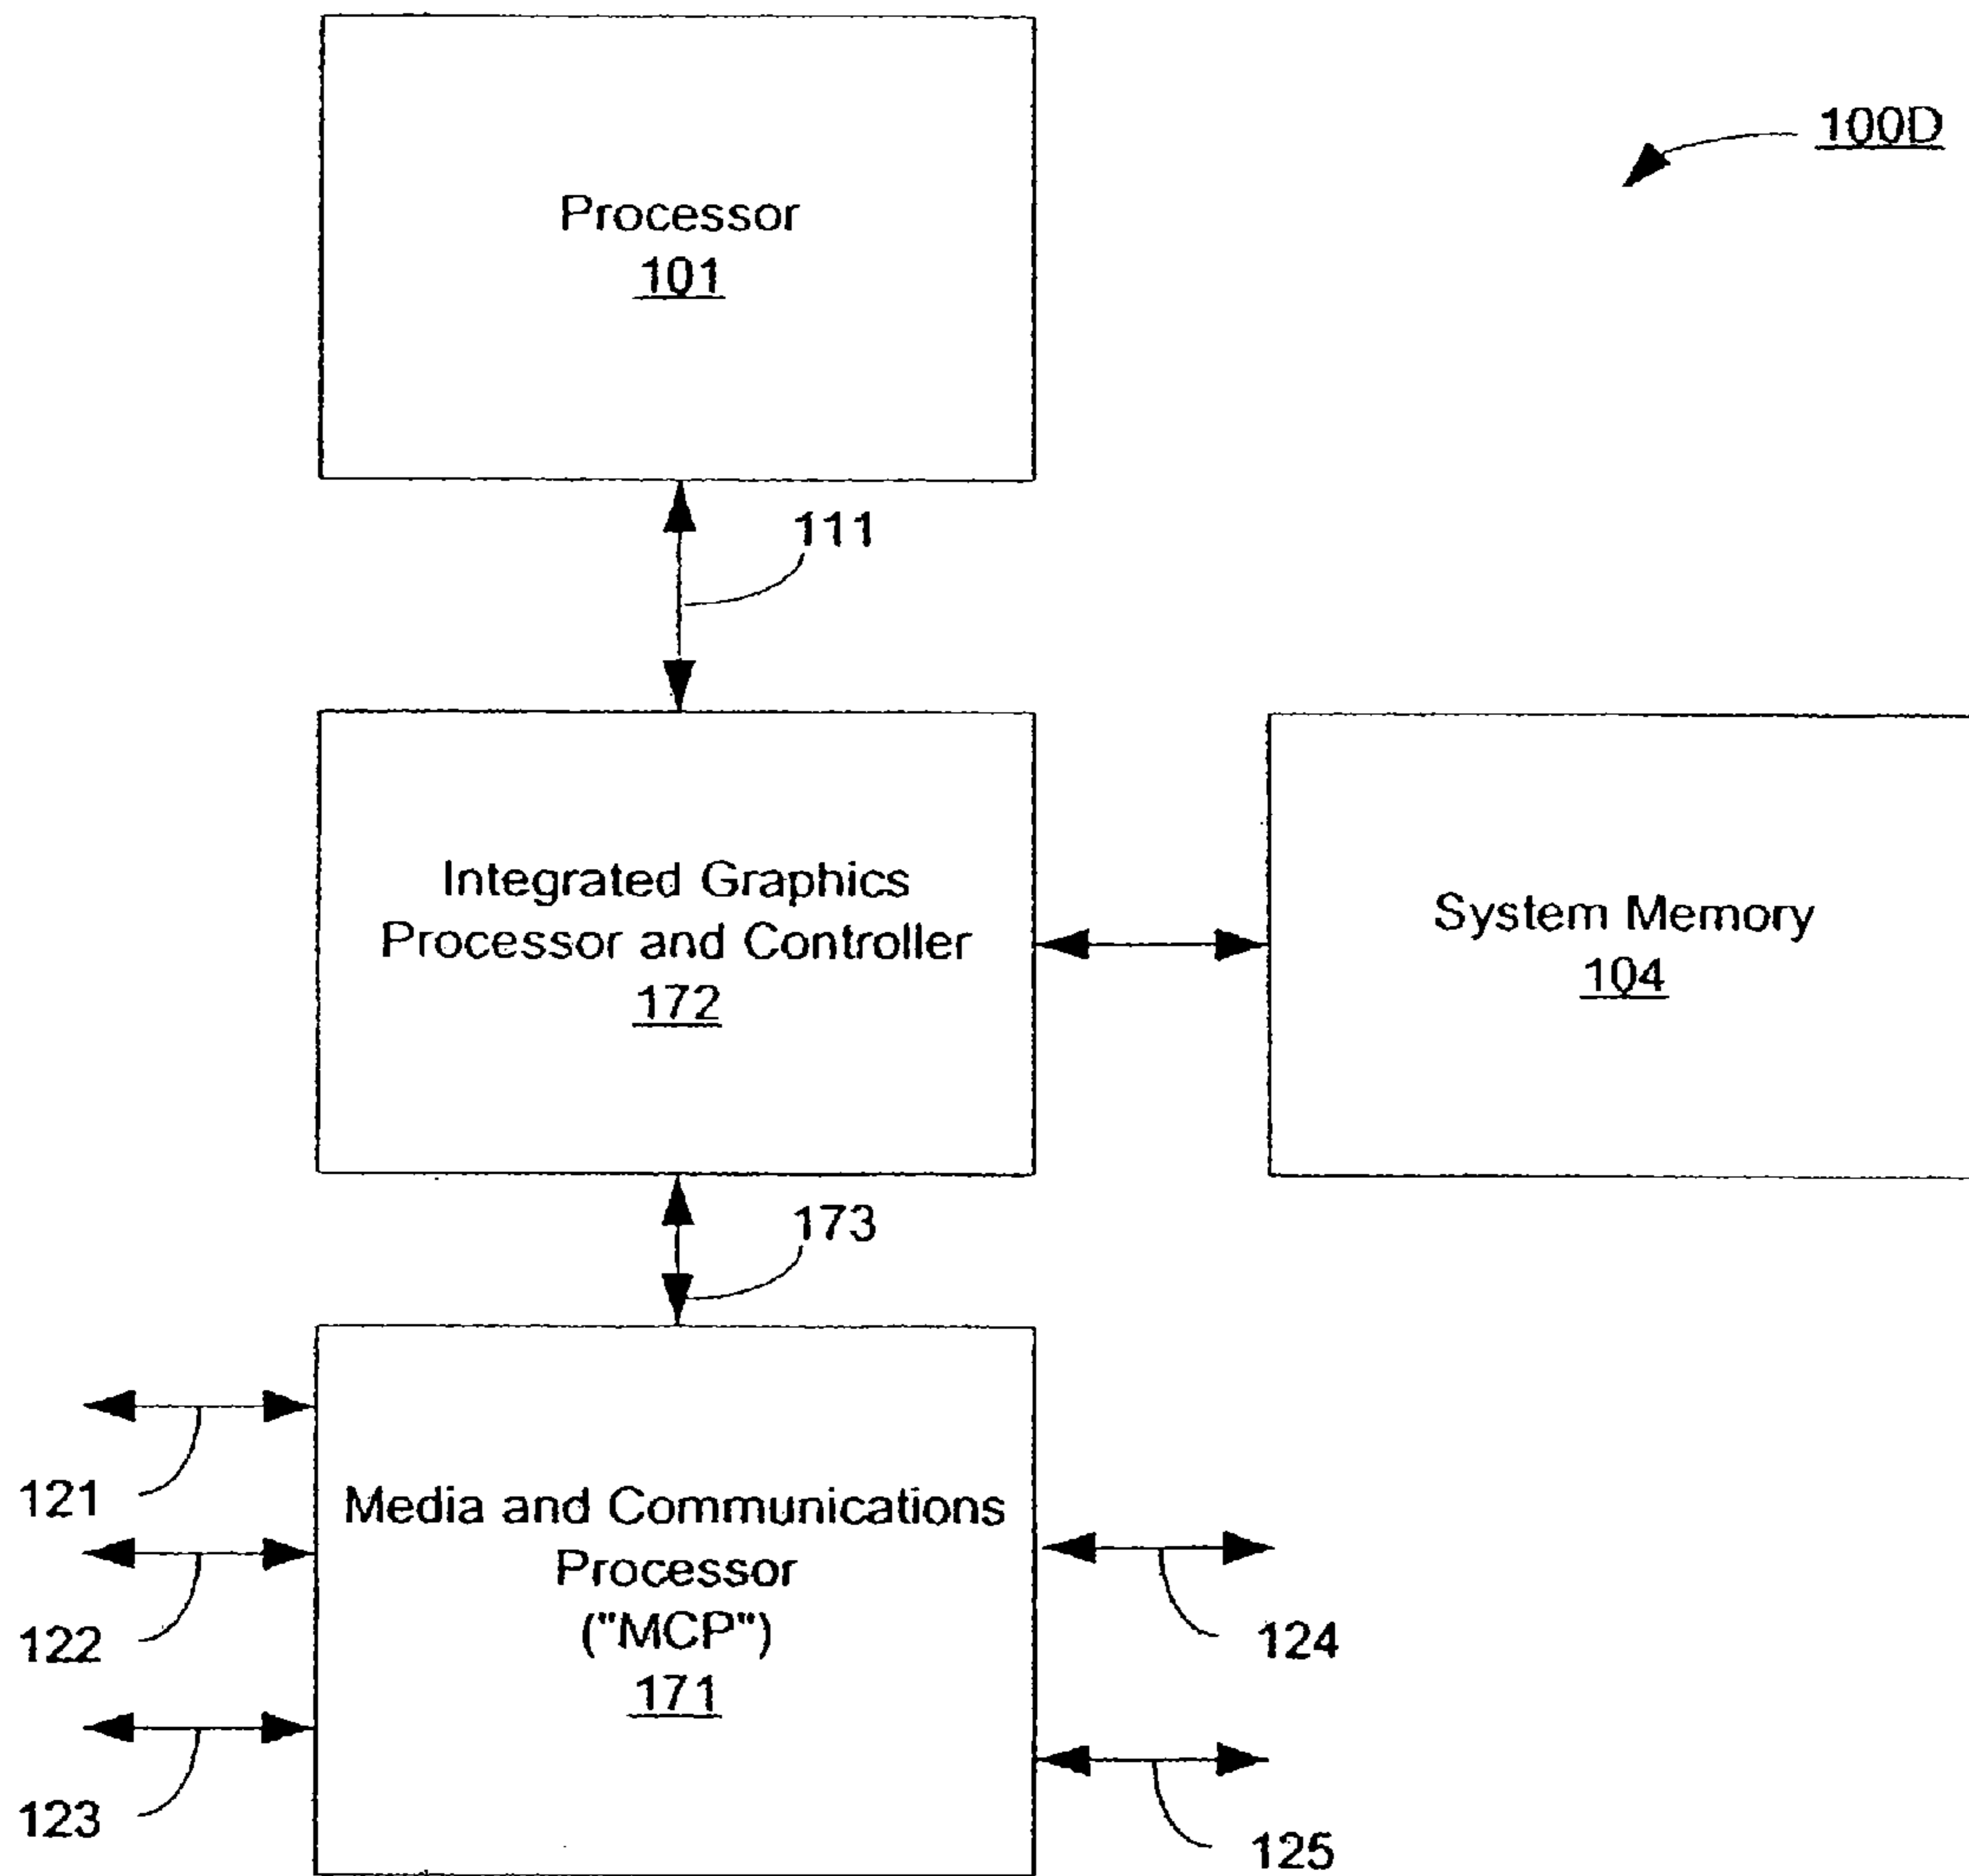 100D
Processor
101
111
Integrated Graphics
Processor and Controller
172
System Memory
104
173
121
122
123
Media and Communications
Processor
("MCP")
171
124
125